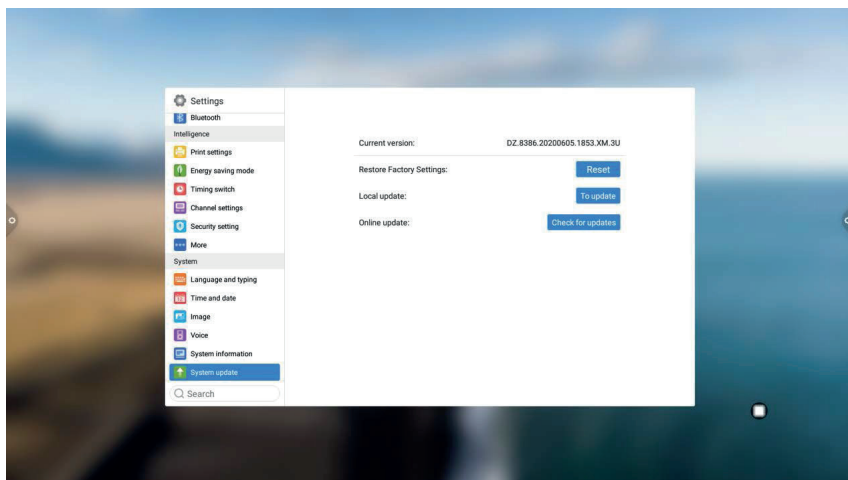 Settings
Bluetooth
Intelligence
Print settings
Energy saving mode
Timing switch
Channel settings
Security setting
More
System
Language and typing
Time and date
Image
Voice
System information
System update
Search
Current version: DZ.8386.20200605.1853.XM.3U
Restore Factory Settings: Reset
Local update: To update
Online update: Check for updates